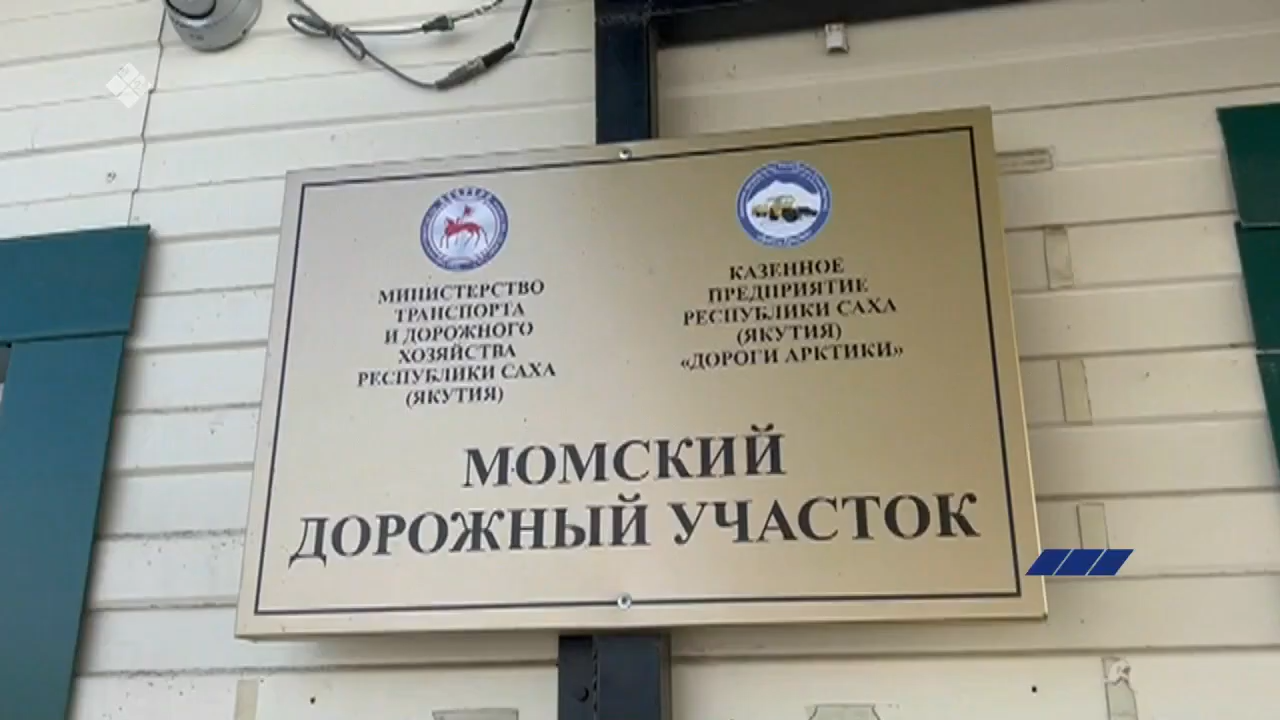 МИНИСТЕРСТВО
ТРАНСПОРТА
И ДОРОЖНОГО
ХОЗЯЙСТВА
РЕСПУБЛИКИ САХА
(ЯКУТИЯ)
КАЗЕННОЕ
ПРЕДПРИЯТИЕ
РЕСПУБЛИКИ САХА
(ЯКУТИЯ)
«ДОРОГИ АРКТИКИ»
МОМСКИЙ
ДОРОЖНЫЙ УЧАСТОК